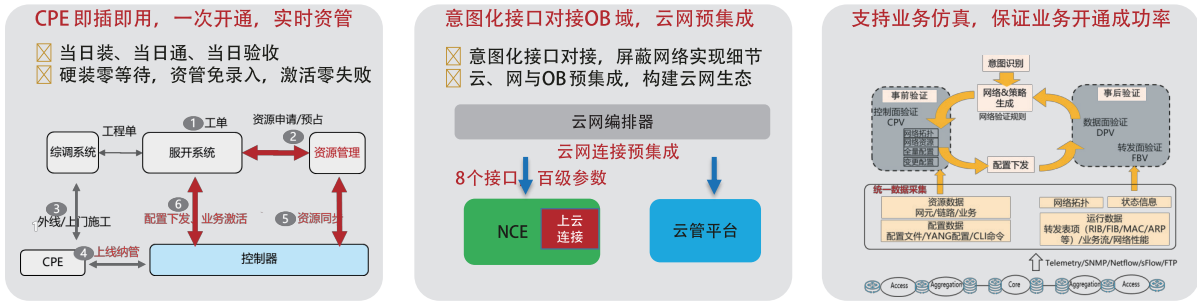 CPE 即插即用，一次开通，实时资管
当日装、当日通、当日验收
硬装零等待，资管免录入，激活零失败
工程单
1 工单
资源申请/预占
2
综调系统
服开系统
资源管理
3
外线/上门施工
6
配置下发、业务激活
5 资源同步
4 上线纳管
CPE
控制器
意图化接口对接OB 域，云网预集成
意图化接口对接，屏蔽网络实现细节
云、网与OB 预集成，构建云网生态
云网编排器
云网连接预集成
8个接口
百级参数
NCE
上云
连接
云管平台
支持业务仿真，保证业务开通成功率
意图识别
事前验证
网络&策略
生成
事后验证
网络验证规则
控制面验证
CPV
网络拓扑
网络资源
全量配置
变更配置
数据面验证
DPV
转发面验证
FBV
配置下发
统一数据采集
资源数据
网元/链路/业务
配置数据
配置文件/YANG配置/CLI命令
网络拓扑
状态信息
运行数据
转发表项（RIB/FIB/MAC/ARP
等）/业务流/网络性能
Telemetry/SNMP/Netflow/sFlow/FTP
Access
Aggregation
Core
Aggregation
Access